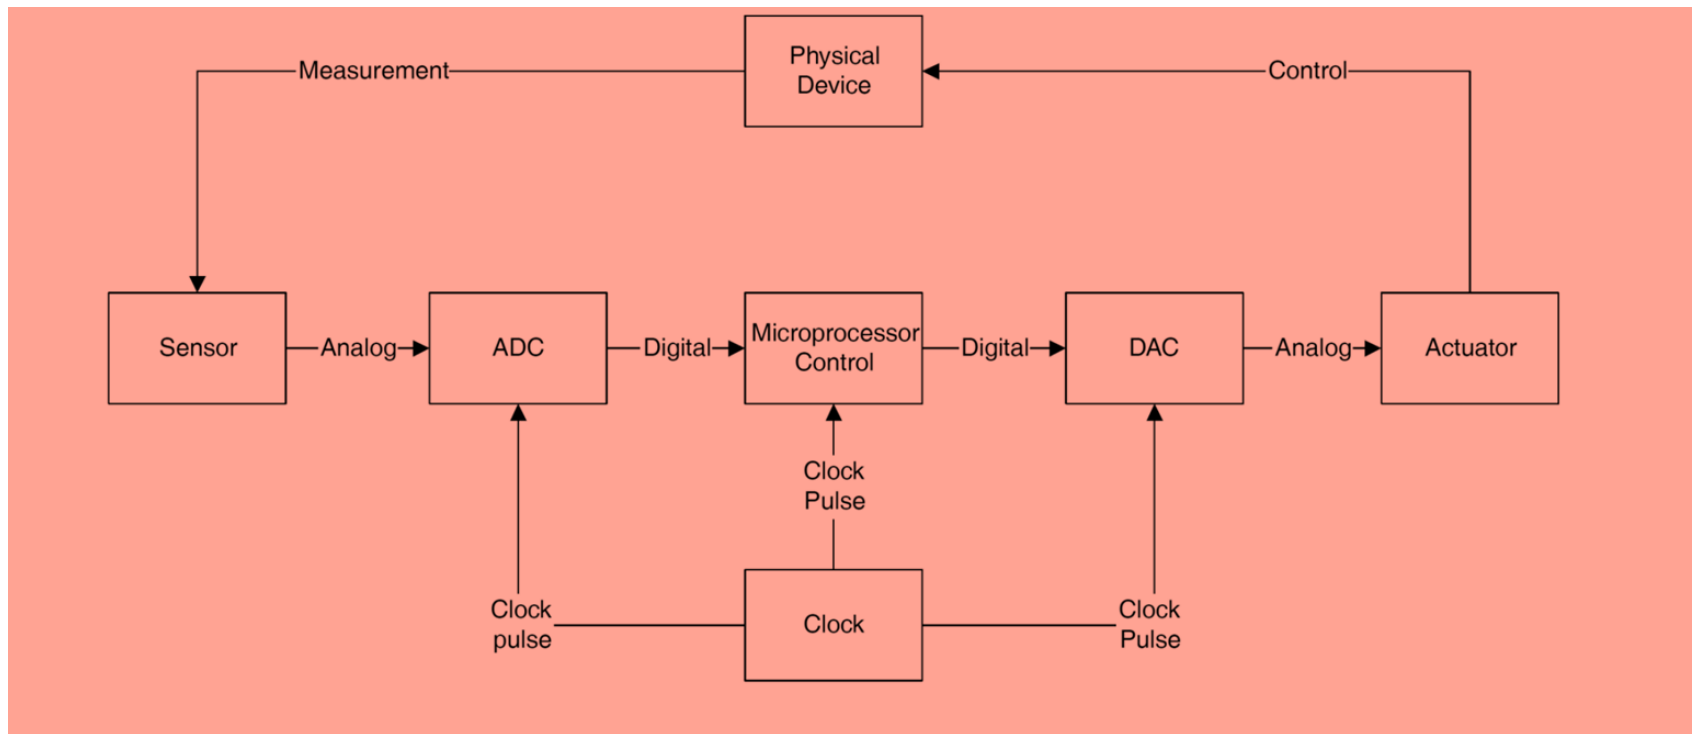 Physical
Device
Measurement
Control
Sensor
Analog
ADC
Digital
Microprocessor
Control
Digital
DAC
Analog
Actuator
Clock
Pulse
Clock
pulse
Clock
Clock
Pulse